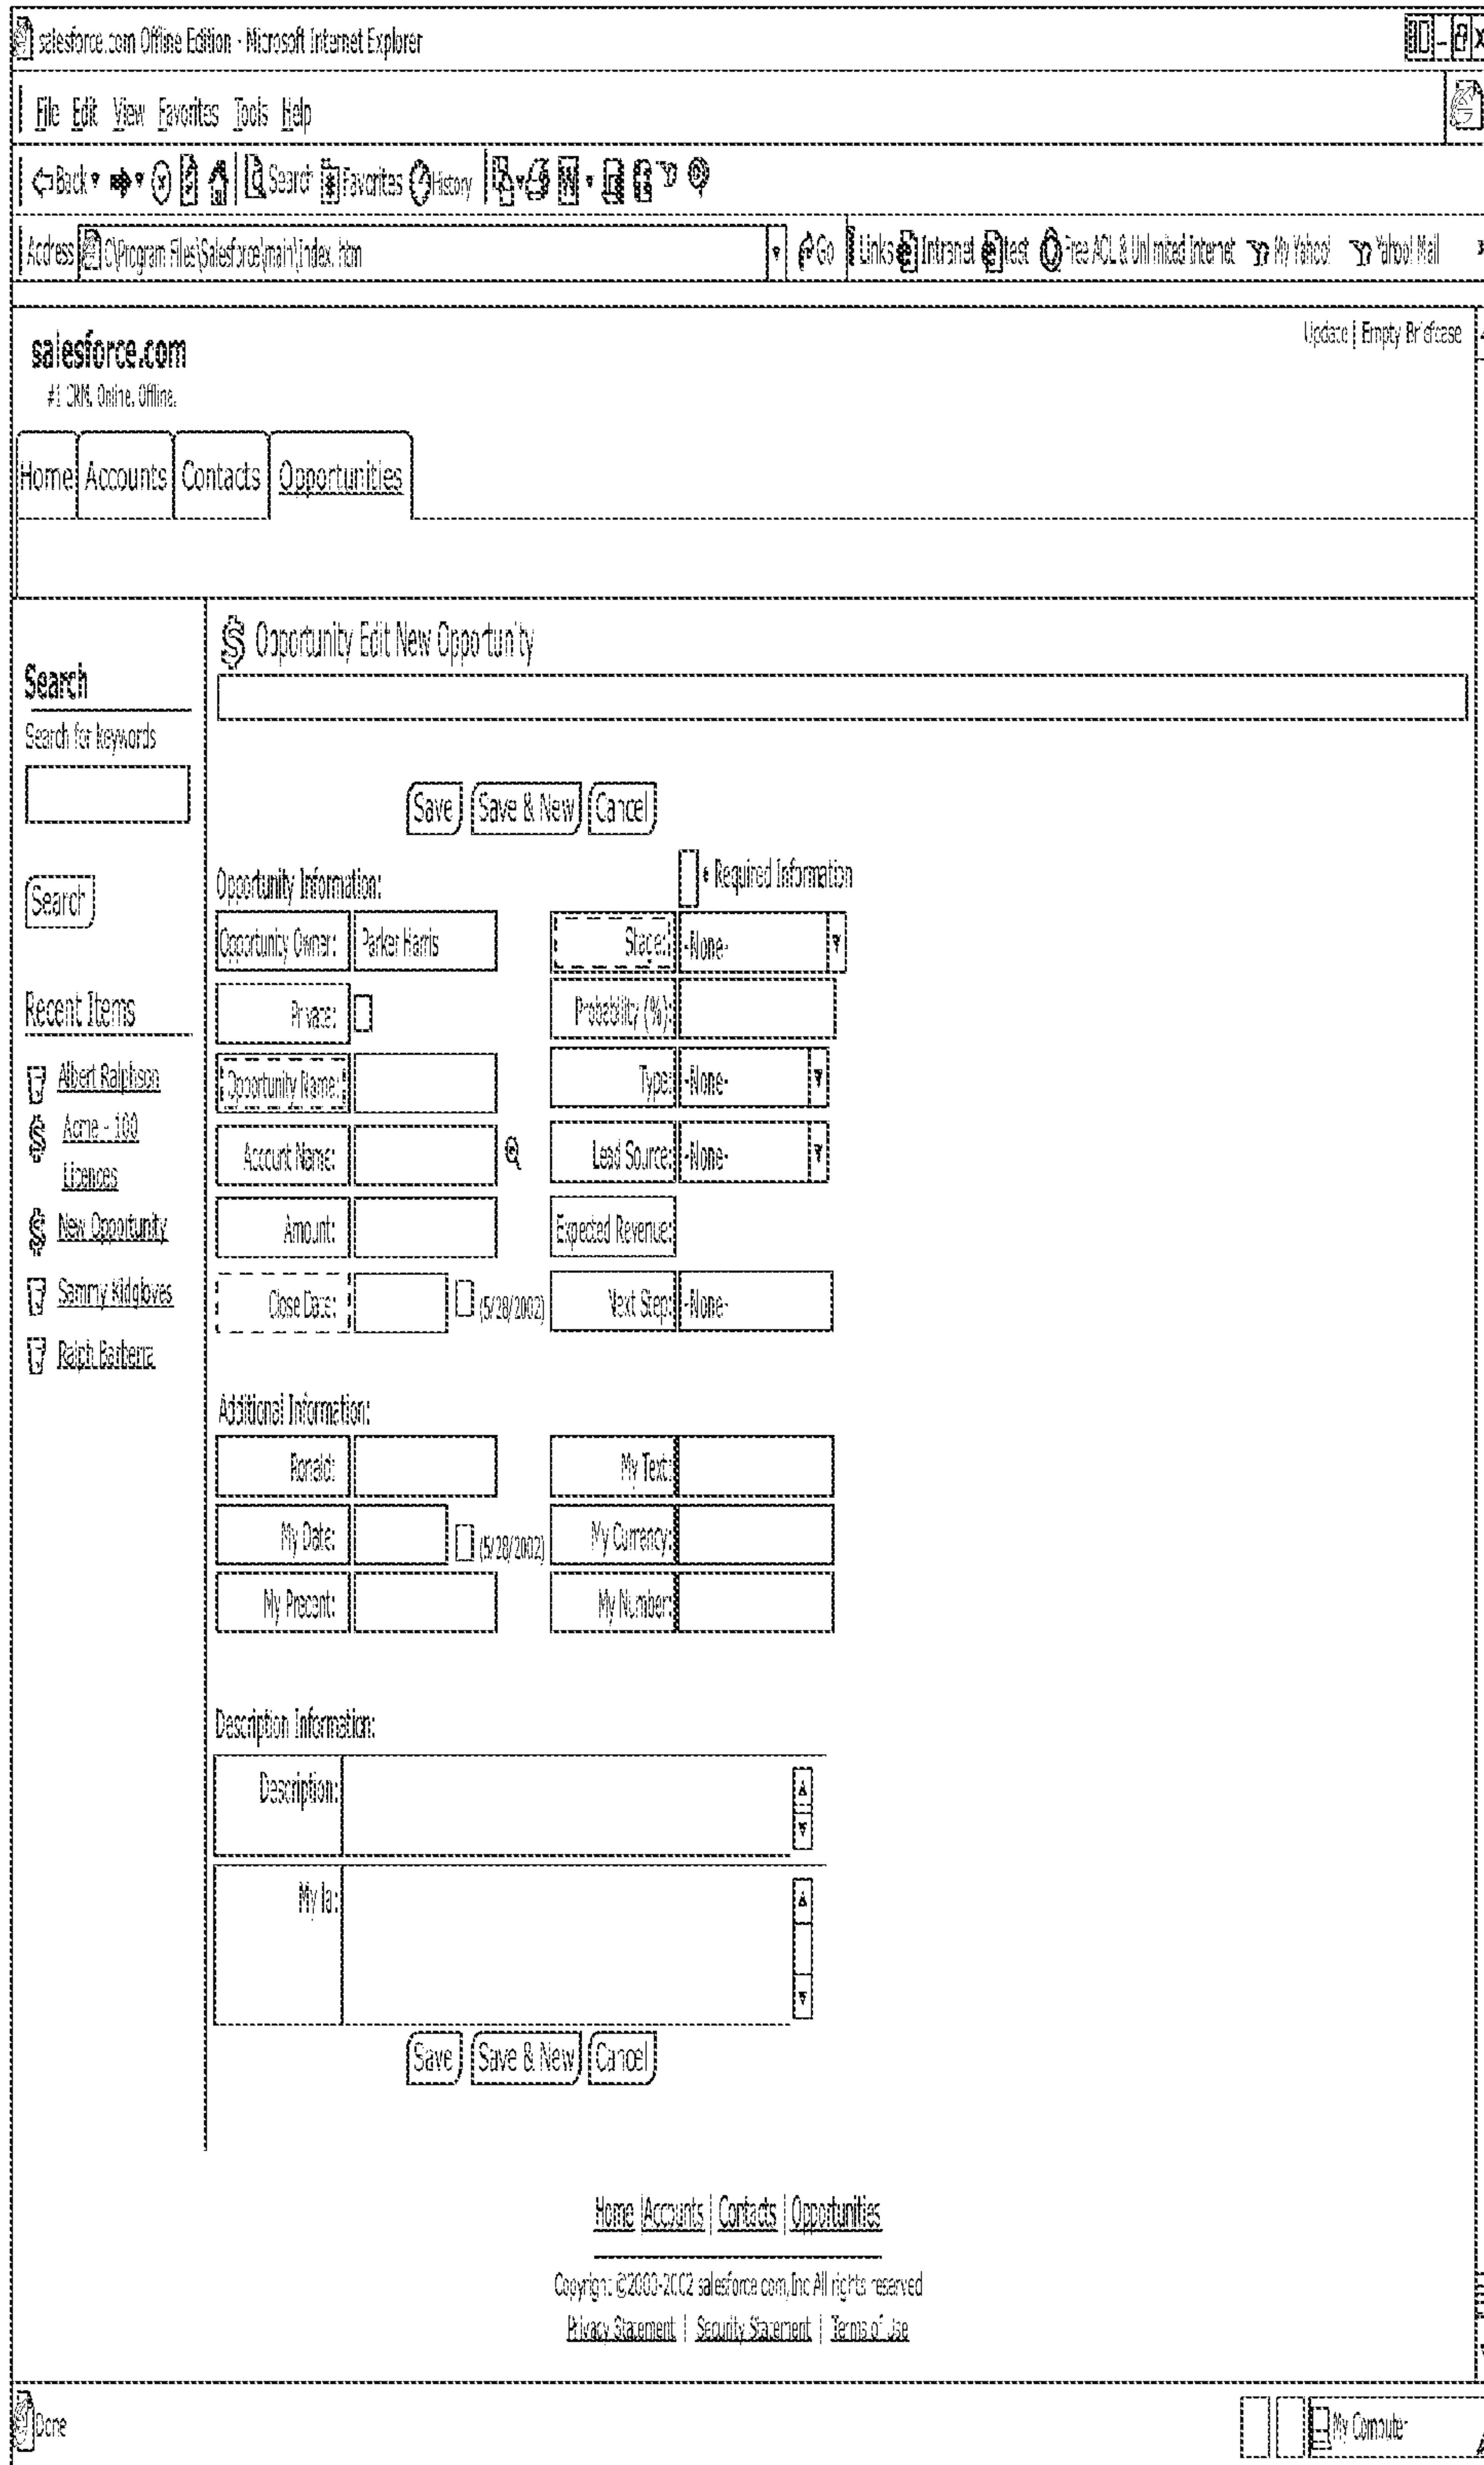 salesforce.com Offline Edition - Microsoft Internet Explorer
File Edit View Favorites Tools Help
Back Search Favorites History
Address C:\Program Files\Salesforce\main\index.htm Go Links Intranet test Free AOL & Unlimited Internet My Yahoo! Yahoo! Mail
salesforce.com
Update | Empty Briefcase
#1 CRM. Online. Offline.
Home Accounts Contacts Opportunities
$ Opportunity Edit New Opportunity
Search
Search for keywords
Search
Recent Items
Albert Ralphson
$ Acme - 100
Licences
$ New Opportunity
Sammy Kidgloves
Ralph Barberra
Save Save & New Cancel
Opportunity Information: * Required Information
Opportunity Owner: Parker Harris Stage: -None-
Private: Probability (%):
Opportunity Name: Type: -None-
Account Name: Lead Source: -None-
Amount: Expected Revenue:
Close Date: (5/28/2002) Next Step: -None-
Additional Information:
Ronald: My Text:
My Date: (5/28/2002) My Currency:
My Precent: My Number:
Description Information:
Description:
My la:
Save Save & New Cancel
Home | Accounts | Contacts | Opportunities
Copyright ©2000-2002 salesforce.com, Inc All rights reserved
Privacy Statement | Security Statement | Terms of Use
Done My Computer